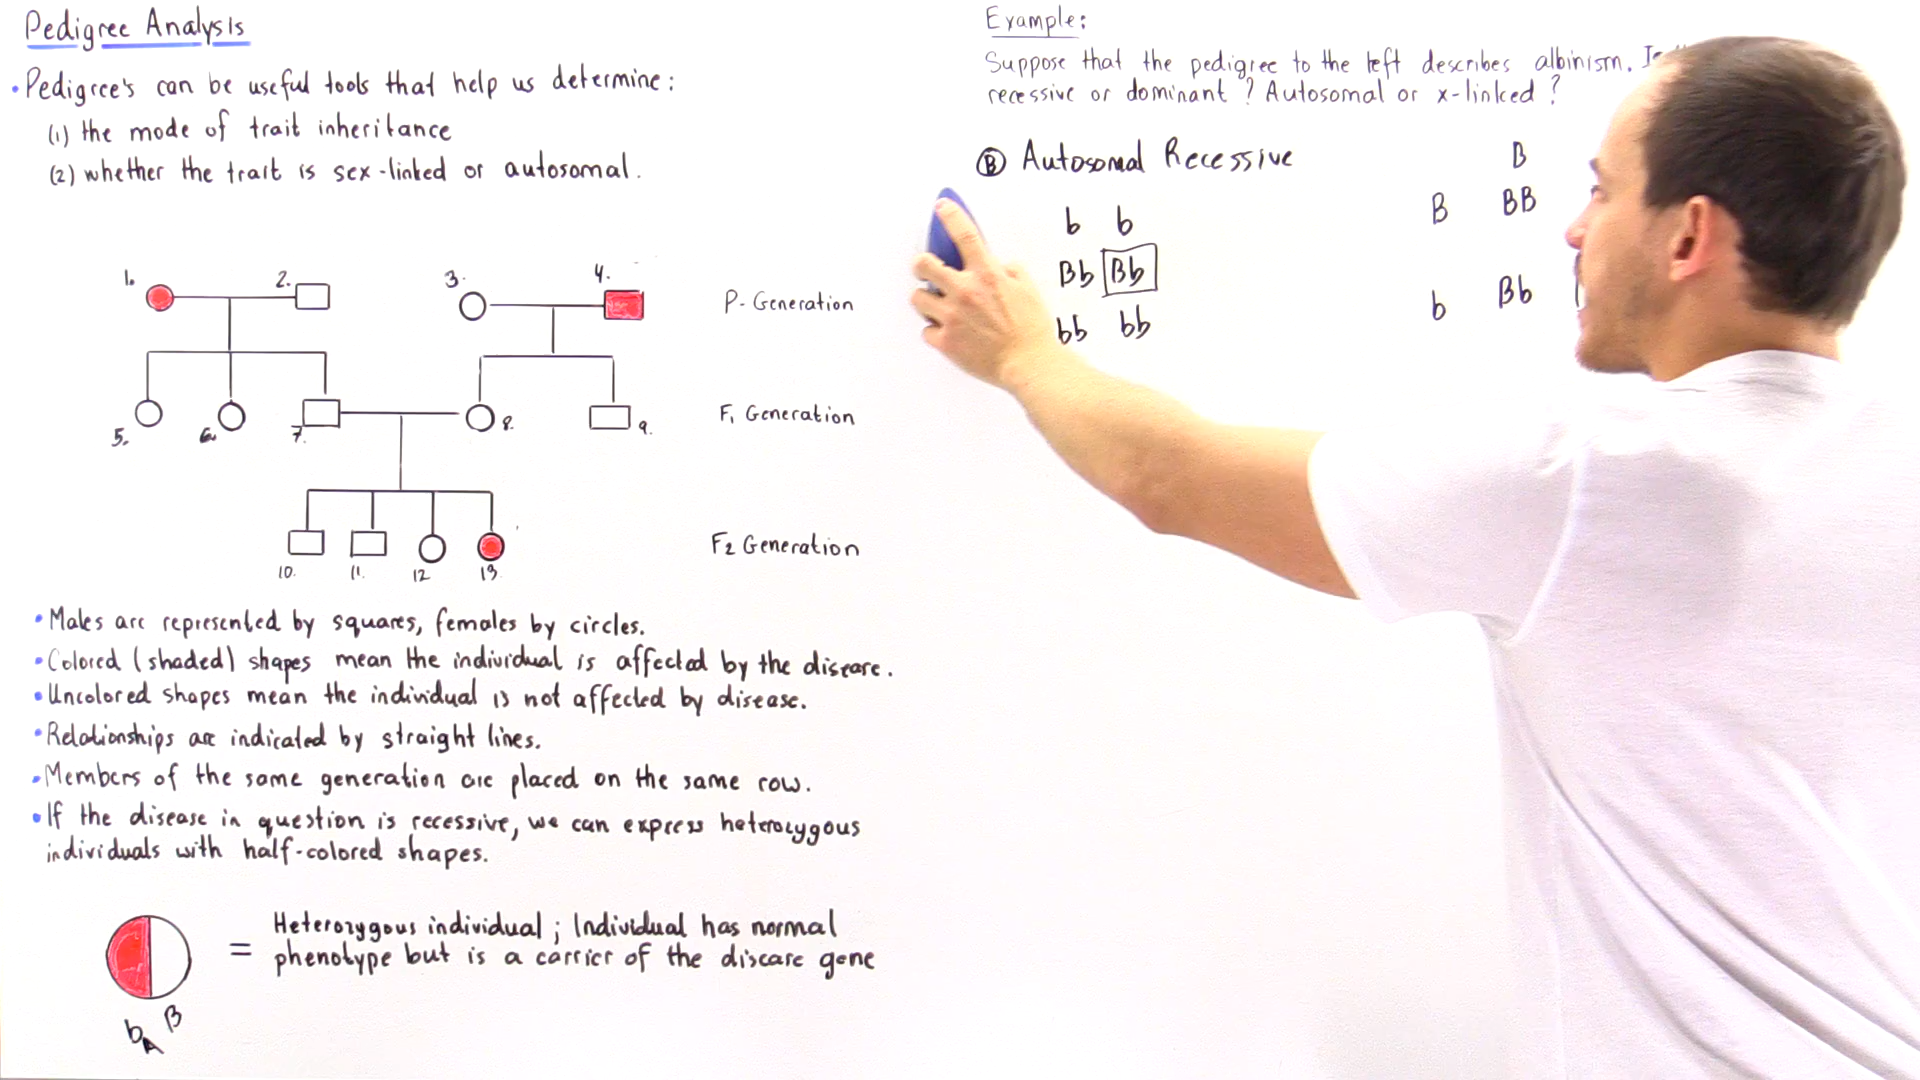 Pedigree Analysis
• Pedigree's can be useful tools that help us determine:
(1) the mode of trait inheritance
(2) whether the trait is sex-linked or autosomal.
1. 2. 3. 4. P-Generation
5. 6. 7. 8. 9. F1 Generation
10. 11. 12 13 F2 Generation
• Males are represented by squares, females by circles.
• Colored (shaded) shapes mean the individual is affected by the disease.
• Uncolored shapes mean the individual is not affected by disease.
• Relationships are indicated by straight lines.
• Members of the same generation are placed on the same row.
• If the disease in question is recessive, we can express heterozygous
individuals with half-colored shapes.
= Heterozygous individual; Individual has normal
phenotype but is a carrier of the disease gene
b B
A
Example:
Suppose that the pedigree to the left describes albinism. Is
recessive or dominant? Autosomal or x-linked?
B Autosomal Recessive
b b
Bb Bb
bb bb
B
B BB
b Bb